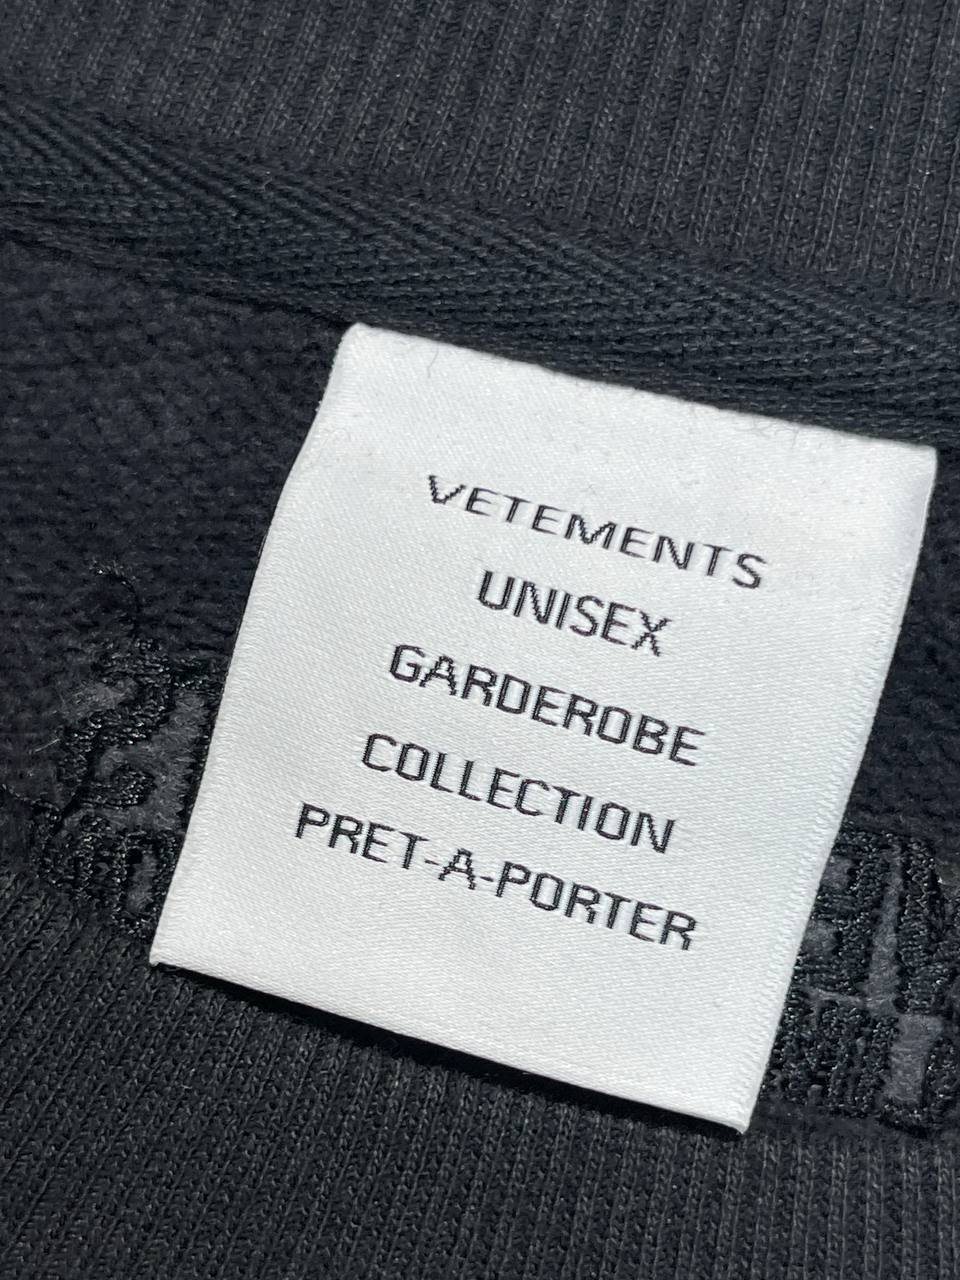 VETEMENTS
UNISEX
GARDEROBE
COLLECTION
PRET-A-PORTER